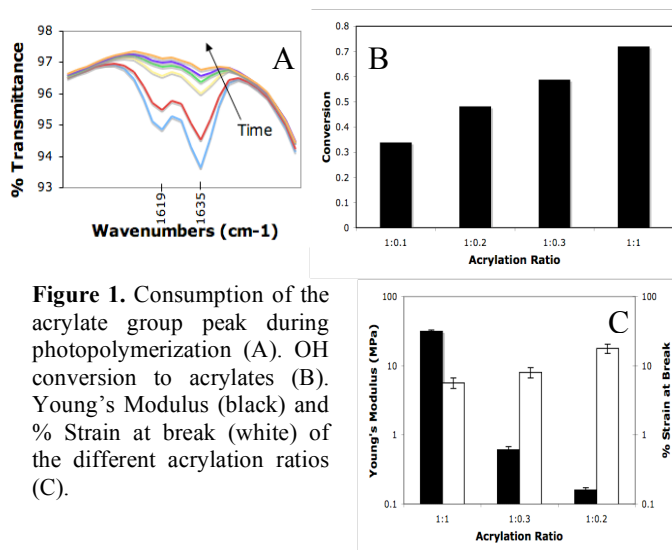 98
97
96
95
94
93
% Transmittance
A
Time
1619
1635
Wavenumbers (cm-1)
B
0.8
0.7
0.6
0.5
0.4
0.3
0.2
0.1
0
Conversion
1:0.1 1:0.2 1:0.3 1:1
Acrylation Ratio
Figure 1. Consumption of the
acrylate group peak during
photopolymerization (A). OH
conversion to acrylates (B).
Young's Modulus (black) and
% Strain at break (white) of
the different acrylation ratios
(C).
C
100
10
1
0.1
Young's Modulus (MPa)
100
10
1
0.1
% Strain at Break
1:1 1:0.3 1:0.2
Acrylation Ratio